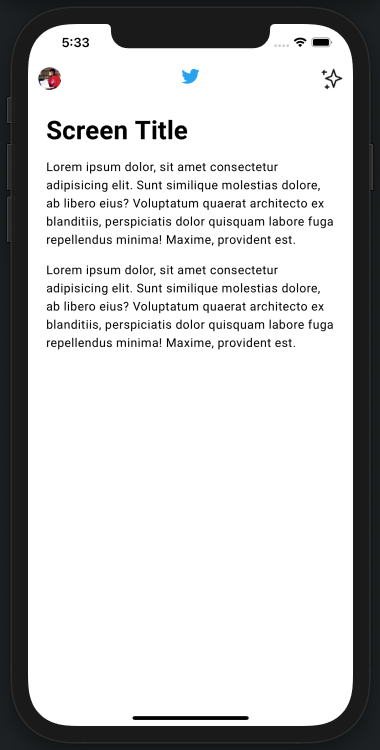 5:33
Screen Title
Lorem ipsum dolor, sit amet consectetur
adipisicing elit. Sunt similique molestias dolore,
ab libero eius? Voluptatum quaerat architecto ex
blanditiis, perspiciatis dolor quisquam labore fuga
repellendus minima! Maxime, provident est.
Lorem ipsum dolor, sit amet consectetur
adipisicing elit. Sunt similique molestias dolore,
ab libero eius? Voluptatum quaerat architecto ex
blanditiis, perspiciatis dolor quisquam labore fuga
repellendus minima! Maxime, provident est.